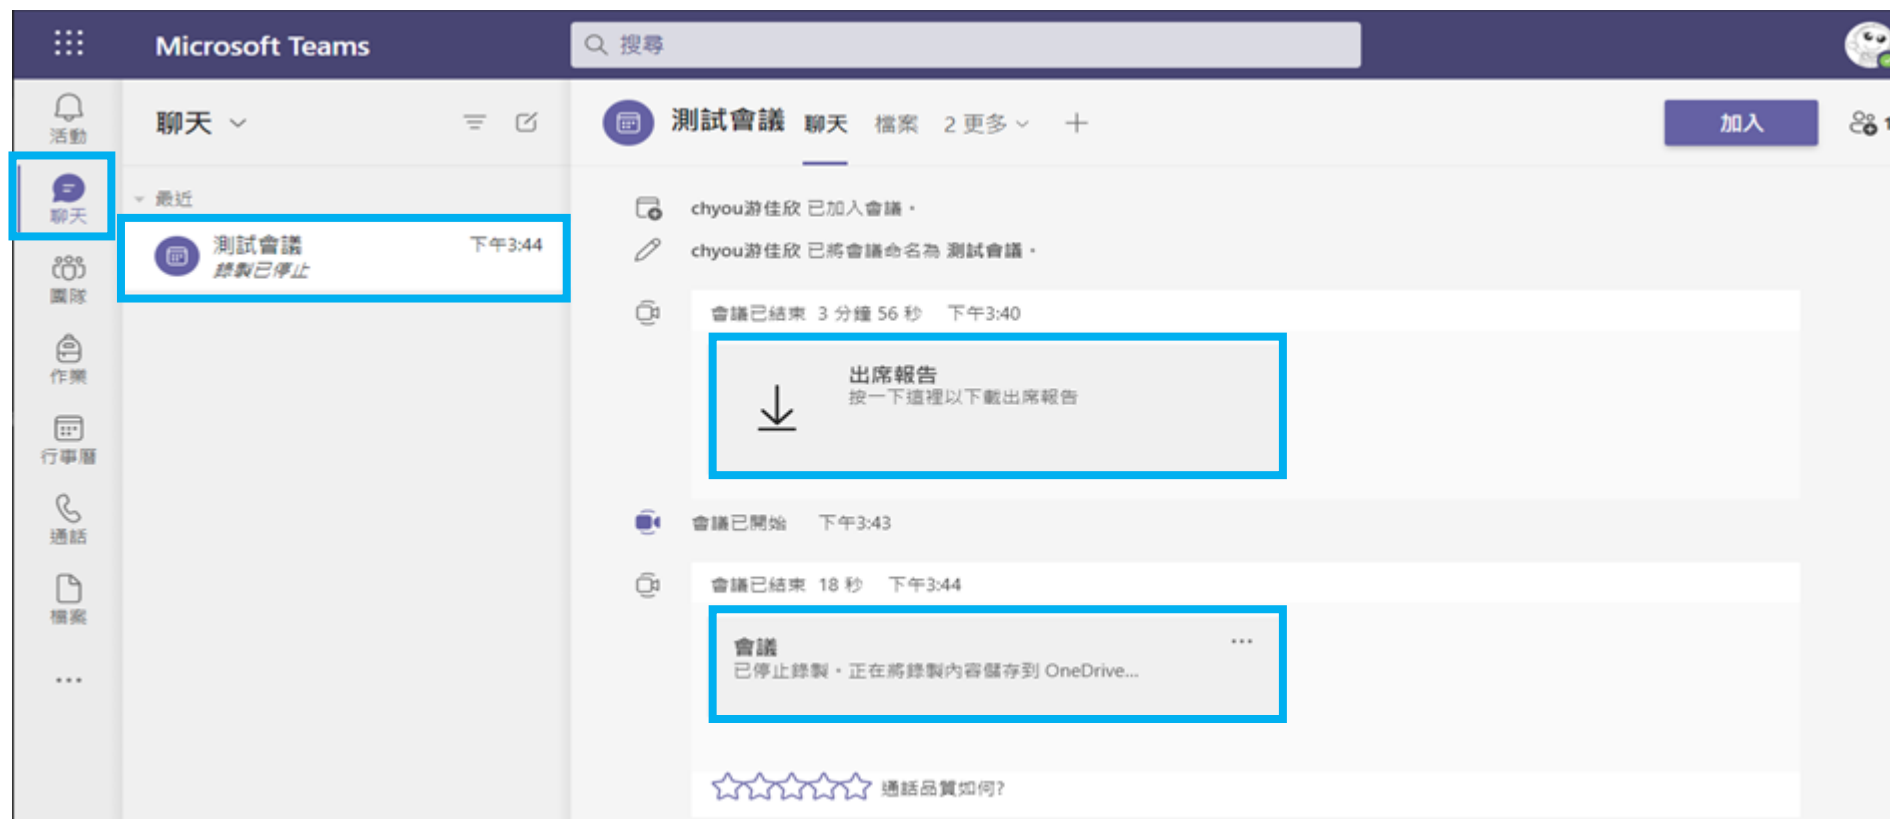 Microsoft Teams
搜尋
活動
聊天
團隊
作業
行事曆
通話
檔案
聊天
最近
測試會議 下午3:44
錄製已停止
測試會議 聊天 檔案 2 更多
加入
chyou游佳欣 已加入會議。
chyou游佳欣 已將會議命名為 測試會議。
會議已結束 3 分鐘 56 秒 下午3:40
出席報告
按一下這裡以下載出席報告
會議已開始 下午3:43
會議已結束 18 秒 下午3:44
會議
已停止錄製。正在將錄製內容儲存到 OneDrive...
通話品質如何?